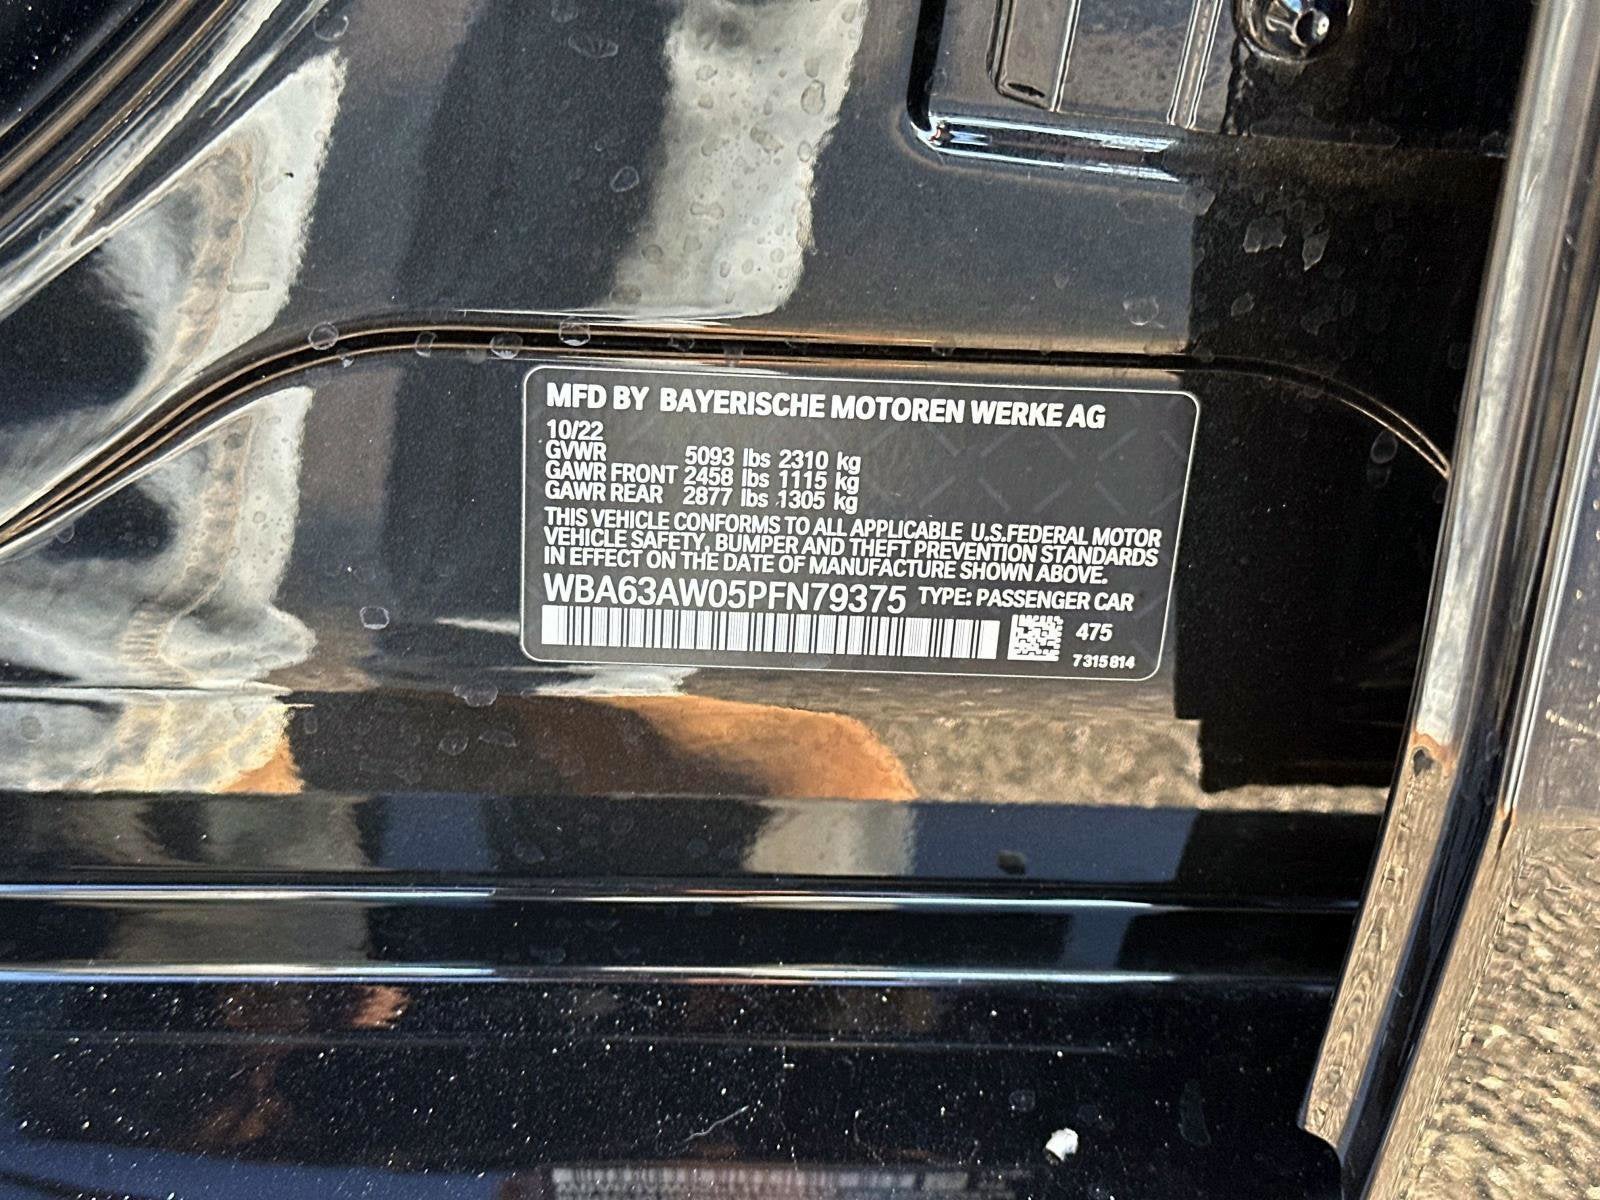 MFD BY BAYERISCHE MOTOREN WERKE AG
10/22
GVWR 5093 lbs 2310 kg
GAWR FRONT 2458 lbs 1115 kg
GAWR REAR 2877 lbs 1305 kg
THIS VEHICLE CONFORMS TO ALL APPLICABLE U.S.FEDERAL MOTOR
VEHICLE SAFETY, BUMPER AND THEFT PREVENTION STANDARDS
IN EFFECT ON THE DATE OF MANUFACTURE SHOWN ABOVE.
WBA63AW05PFN79375 TYPE: PASSENGER CAR
475
7315814